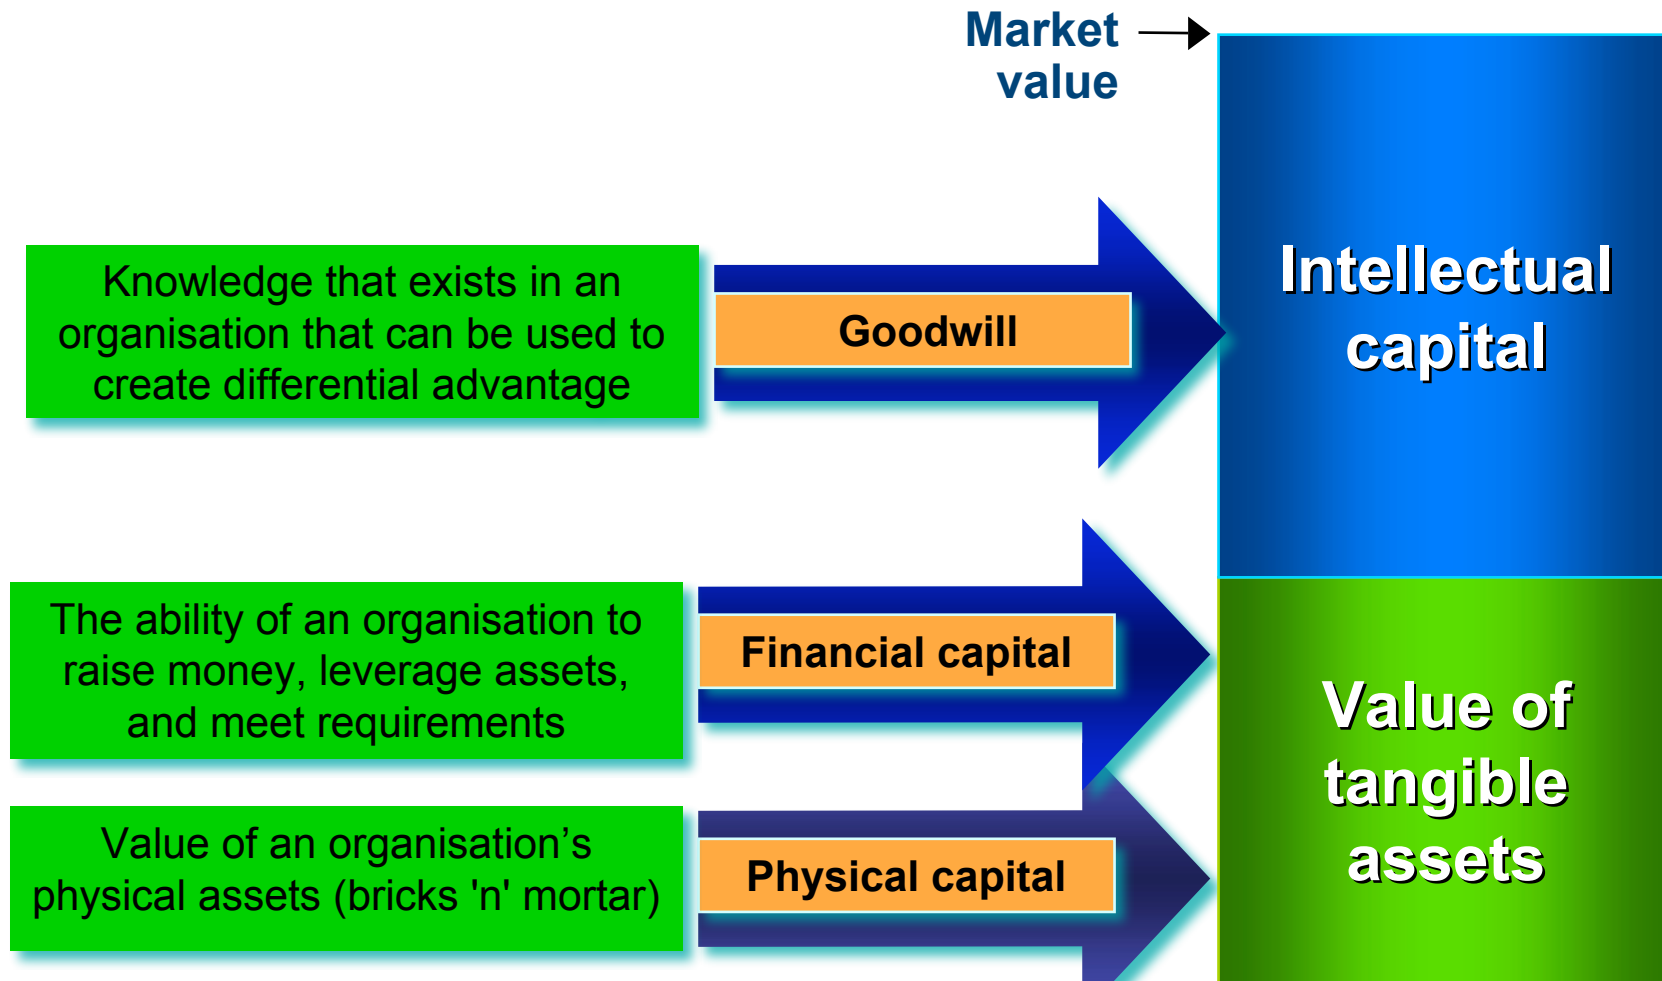 Market
value
Knowledge that exists in an
organisation that can be used to
create differential advantage
Goodwill
Intellectual
capital
The ability of an organisation to
raise money, leverage assets,
and meet requirements
Financial capital
Value of an organisation’s
physical assets (bricks 'n' mortar)
Physical capital
Value of
tangible
assets